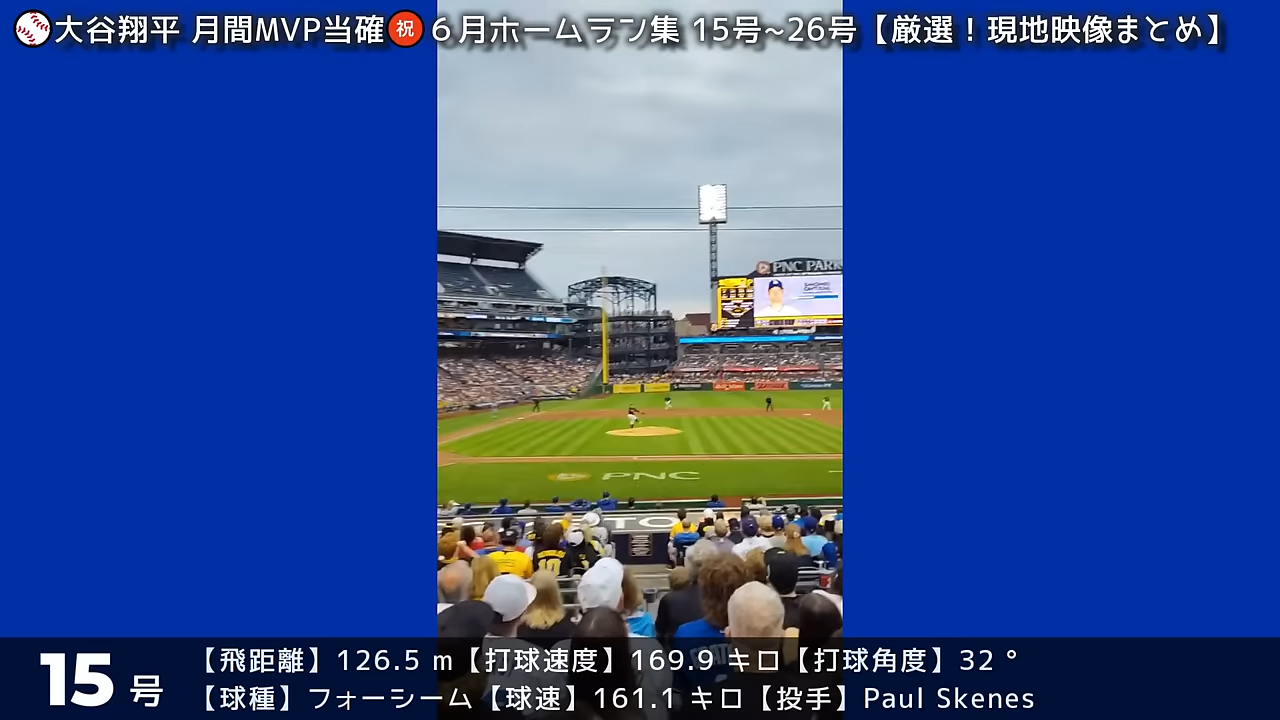 大谷翔平 月間MVP当確㊗６月ホームラン集 15号~26号【厳選！現地映像まとめ】
PNC PARK
PNC
15 号
【飛距離】126.5 m【打球速度】169.9 キロ【打球角度】32 °
【球種】フォーシーム【球速】161.1 キロ【投手】Paul Skenes